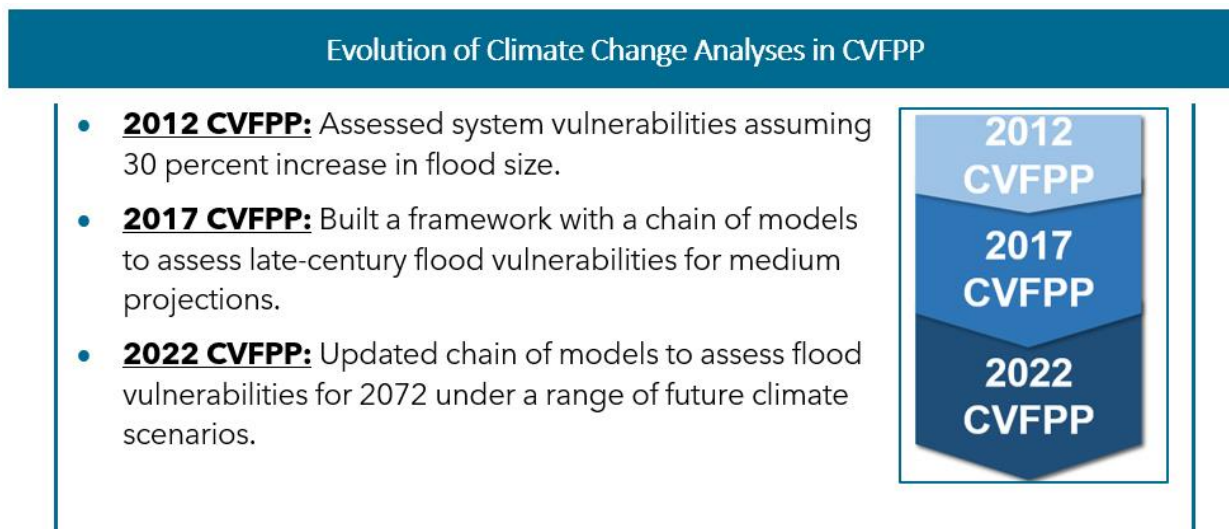 Evolution of Climate Change Analyses in CVFPP
• 2012 CVFPP: Assessed system vulnerabilities assuming
30 percent increase in flood size.
• 2017 CVFPP: Built a framework with a chain of models
to assess late-century flood vulnerabilities for medium
projections.
• 2022 CVFPP: Updated chain of models to assess flood
vulnerabilities for 2072 under a range of future climate
scenarios.
2012
CVFPP
2017
CVFPP
2022
CVFPP